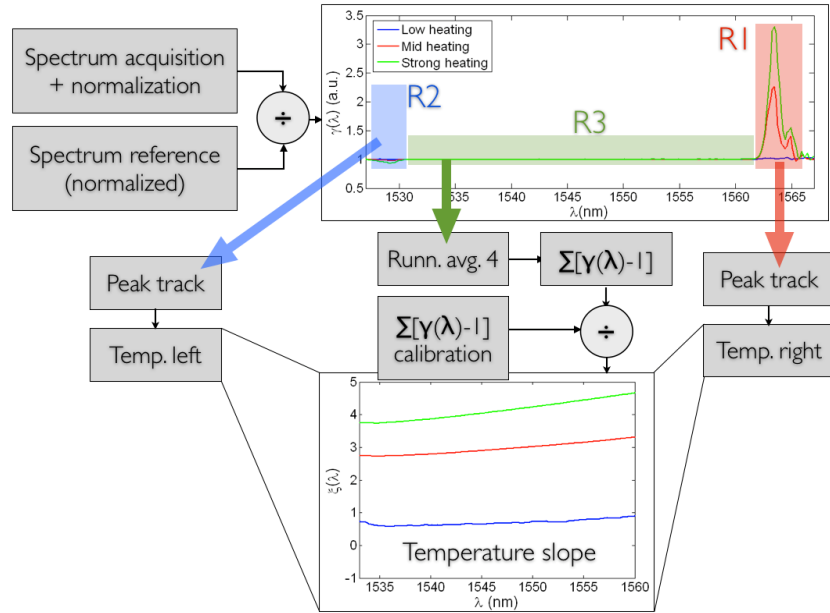 Spectrum acquisition
+ normalization
÷
Spectrum reference
(normalized)
γ(λ) (a.u.)
3.5
3
2.5
2
1.5
1
0.5
Low heating
Mid heating
Strong heating
R2
R3
R1
1530
1535
1540
1545
1550
1555
1560
1565
λ(nm)
Peak track
Temp. left
Runn. avg. 4
Σ[γ(λ)-1]
Σ[γ(λ)-1]
calibration
÷
Peak track
Temp. right
ξ(λ)
5
4
3
2
1
0
-1
Temperature slope
1535
1540
1545
1550
1555
1560
λ (nm)